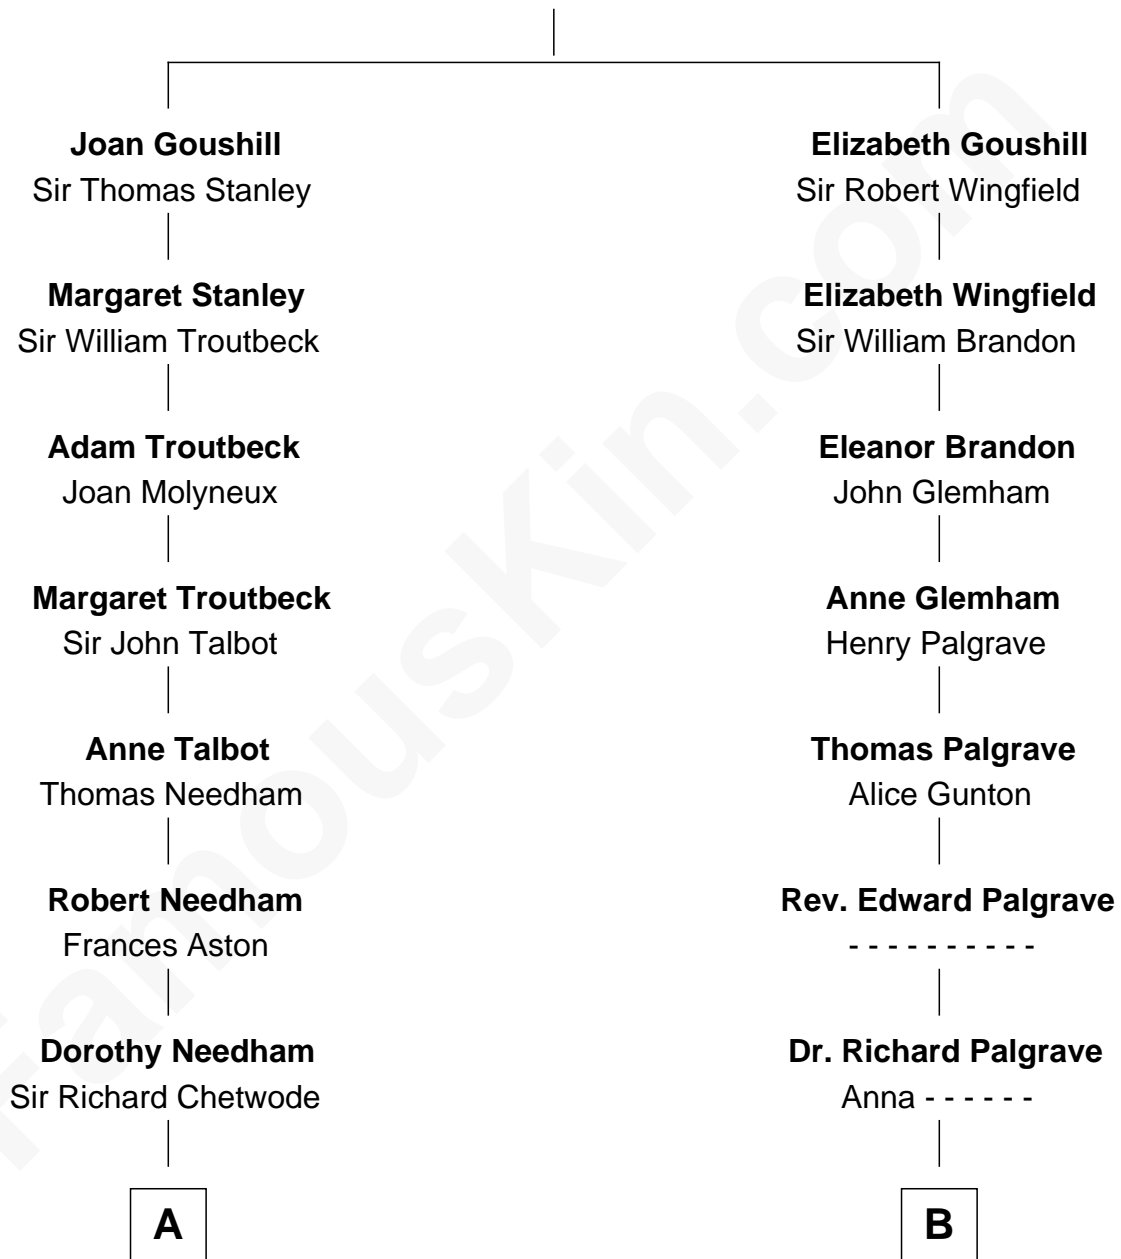 Joan Goushill
Sir Thomas Stanley
Margaret Stanley
Sir William Troutbeck
Adam Troutbeck
Joan Molyneux
Margaret Troutbeck
Sir John Talbot
Anne Talbot
Thomas Needham
Robert Needham
Frances Aston
Dorothy Needham
Sir Richard Chetwode
A
Elizabeth Goushill
Sir Robert Wingfield
Elizabeth Wingfield
Sir William Brandon
Eleanor Brandon
John Glemham
Anne Glemham
Henry Palgrave
Thomas Palgrave
Alice Gunton
Rev. Edward Palgrave
- - - - - - - - - -
Dr. Richard Palgrave
Anna - - - - - -
B
FamousKin.com